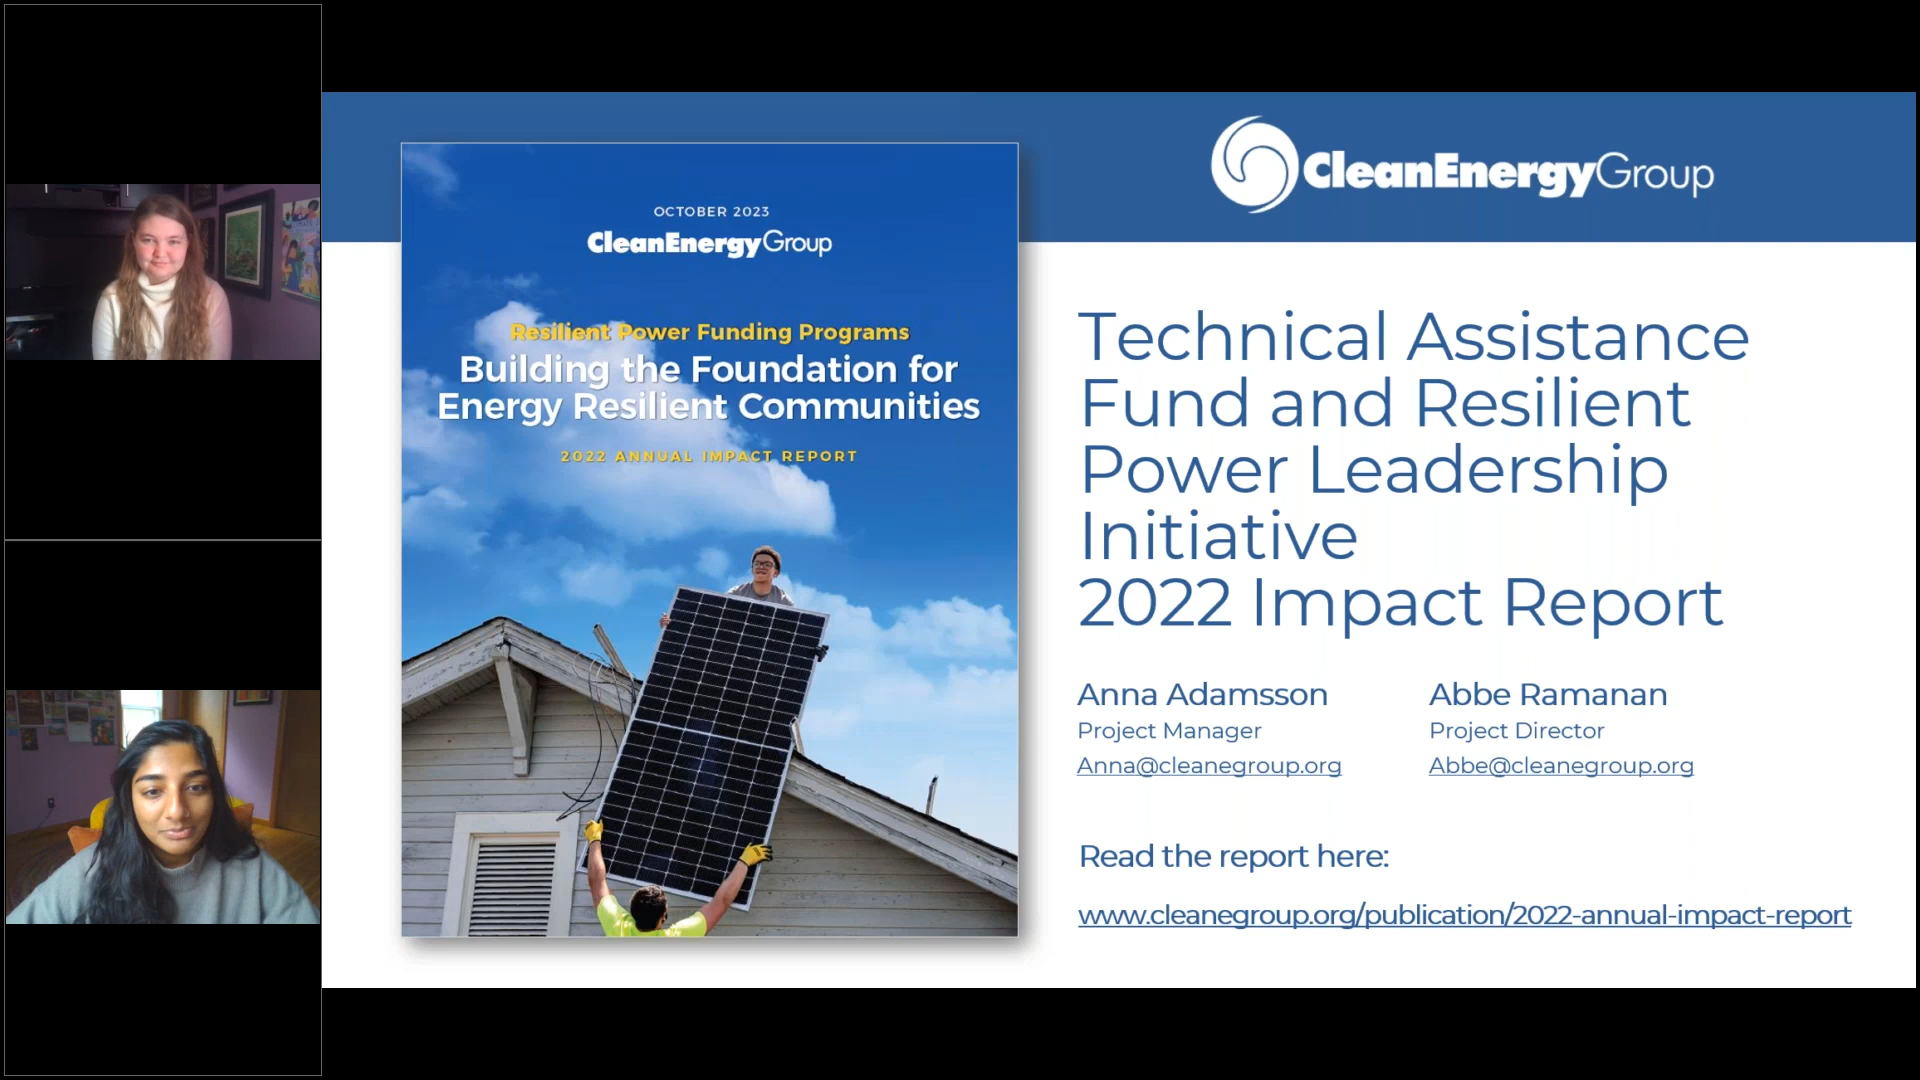 OCTOBER 2023
CleanEnergyGroup
Resilient Power Funding Programs
Building the Foundation for
Energy Resilient Communities
2022 ANNUAL IMPACT REPORT
CleanEnergyGroup
Technical Assistance
Fund and Resilient
Power Leadership
Initiative
2022 Impact Report
Anna Adamsson
Project Manager
Anna@cleanegroup.org
Abbe Ramanan
Project Director
Abbe@cleanegroup.org
Read the report here:
www.cleanegroup.org/publication/2022-annual-impact-report